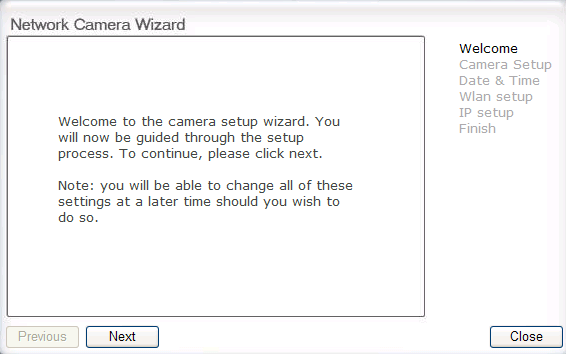 Network Camera Wizard
Welcome to the camera setup wizard. You
will now be guided through the setup
process. To continue, please click next.
Note: you will be able to change all of these
settings at a later time should you wish to
do so.
Welcome
Camera Setup
Date & Time
Wlan setup
IP setup
Finish
Previous
Next
Close